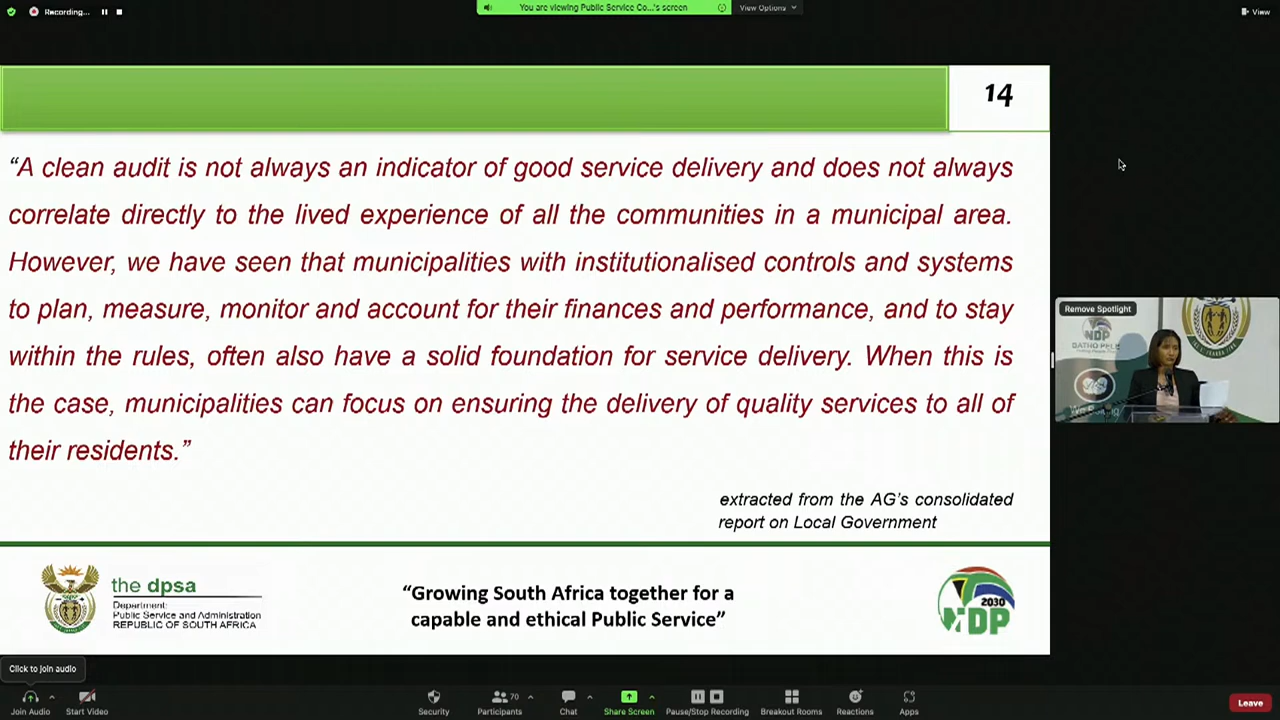 Recording...
You are viewing Public Service Co...'s screen
View Options
View
14
“A clean audit is not always an indicator of good service delivery and does not always
correlate directly to the lived experience of all the communities in a municipal area.
However, we have seen that municipalities with institutionalised controls and systems
to plan, measure, monitor and account for their finances and performance, and to stay
within the rules, often also have a solid foundation for service delivery. When this is
the case, municipalities can focus on ensuring the delivery of quality services to all of
their residents.”
extracted from the AG’s consolidated
report on Local Government
Remove Spotlight
NDP
BATHO PELE
the dpsa
Department:
Public Service and Administration
REPUBLIC OF SOUTH AFRICA
“Growing South Africa together for a
capable and ethical Public Service”
2030
NDP
Click to join audio
Join Audio
Start Video
Security
Participants
70
Chat
Share Screen
Pause/Stop Recording
Breakout Rooms
Reactions
Apps
Leave